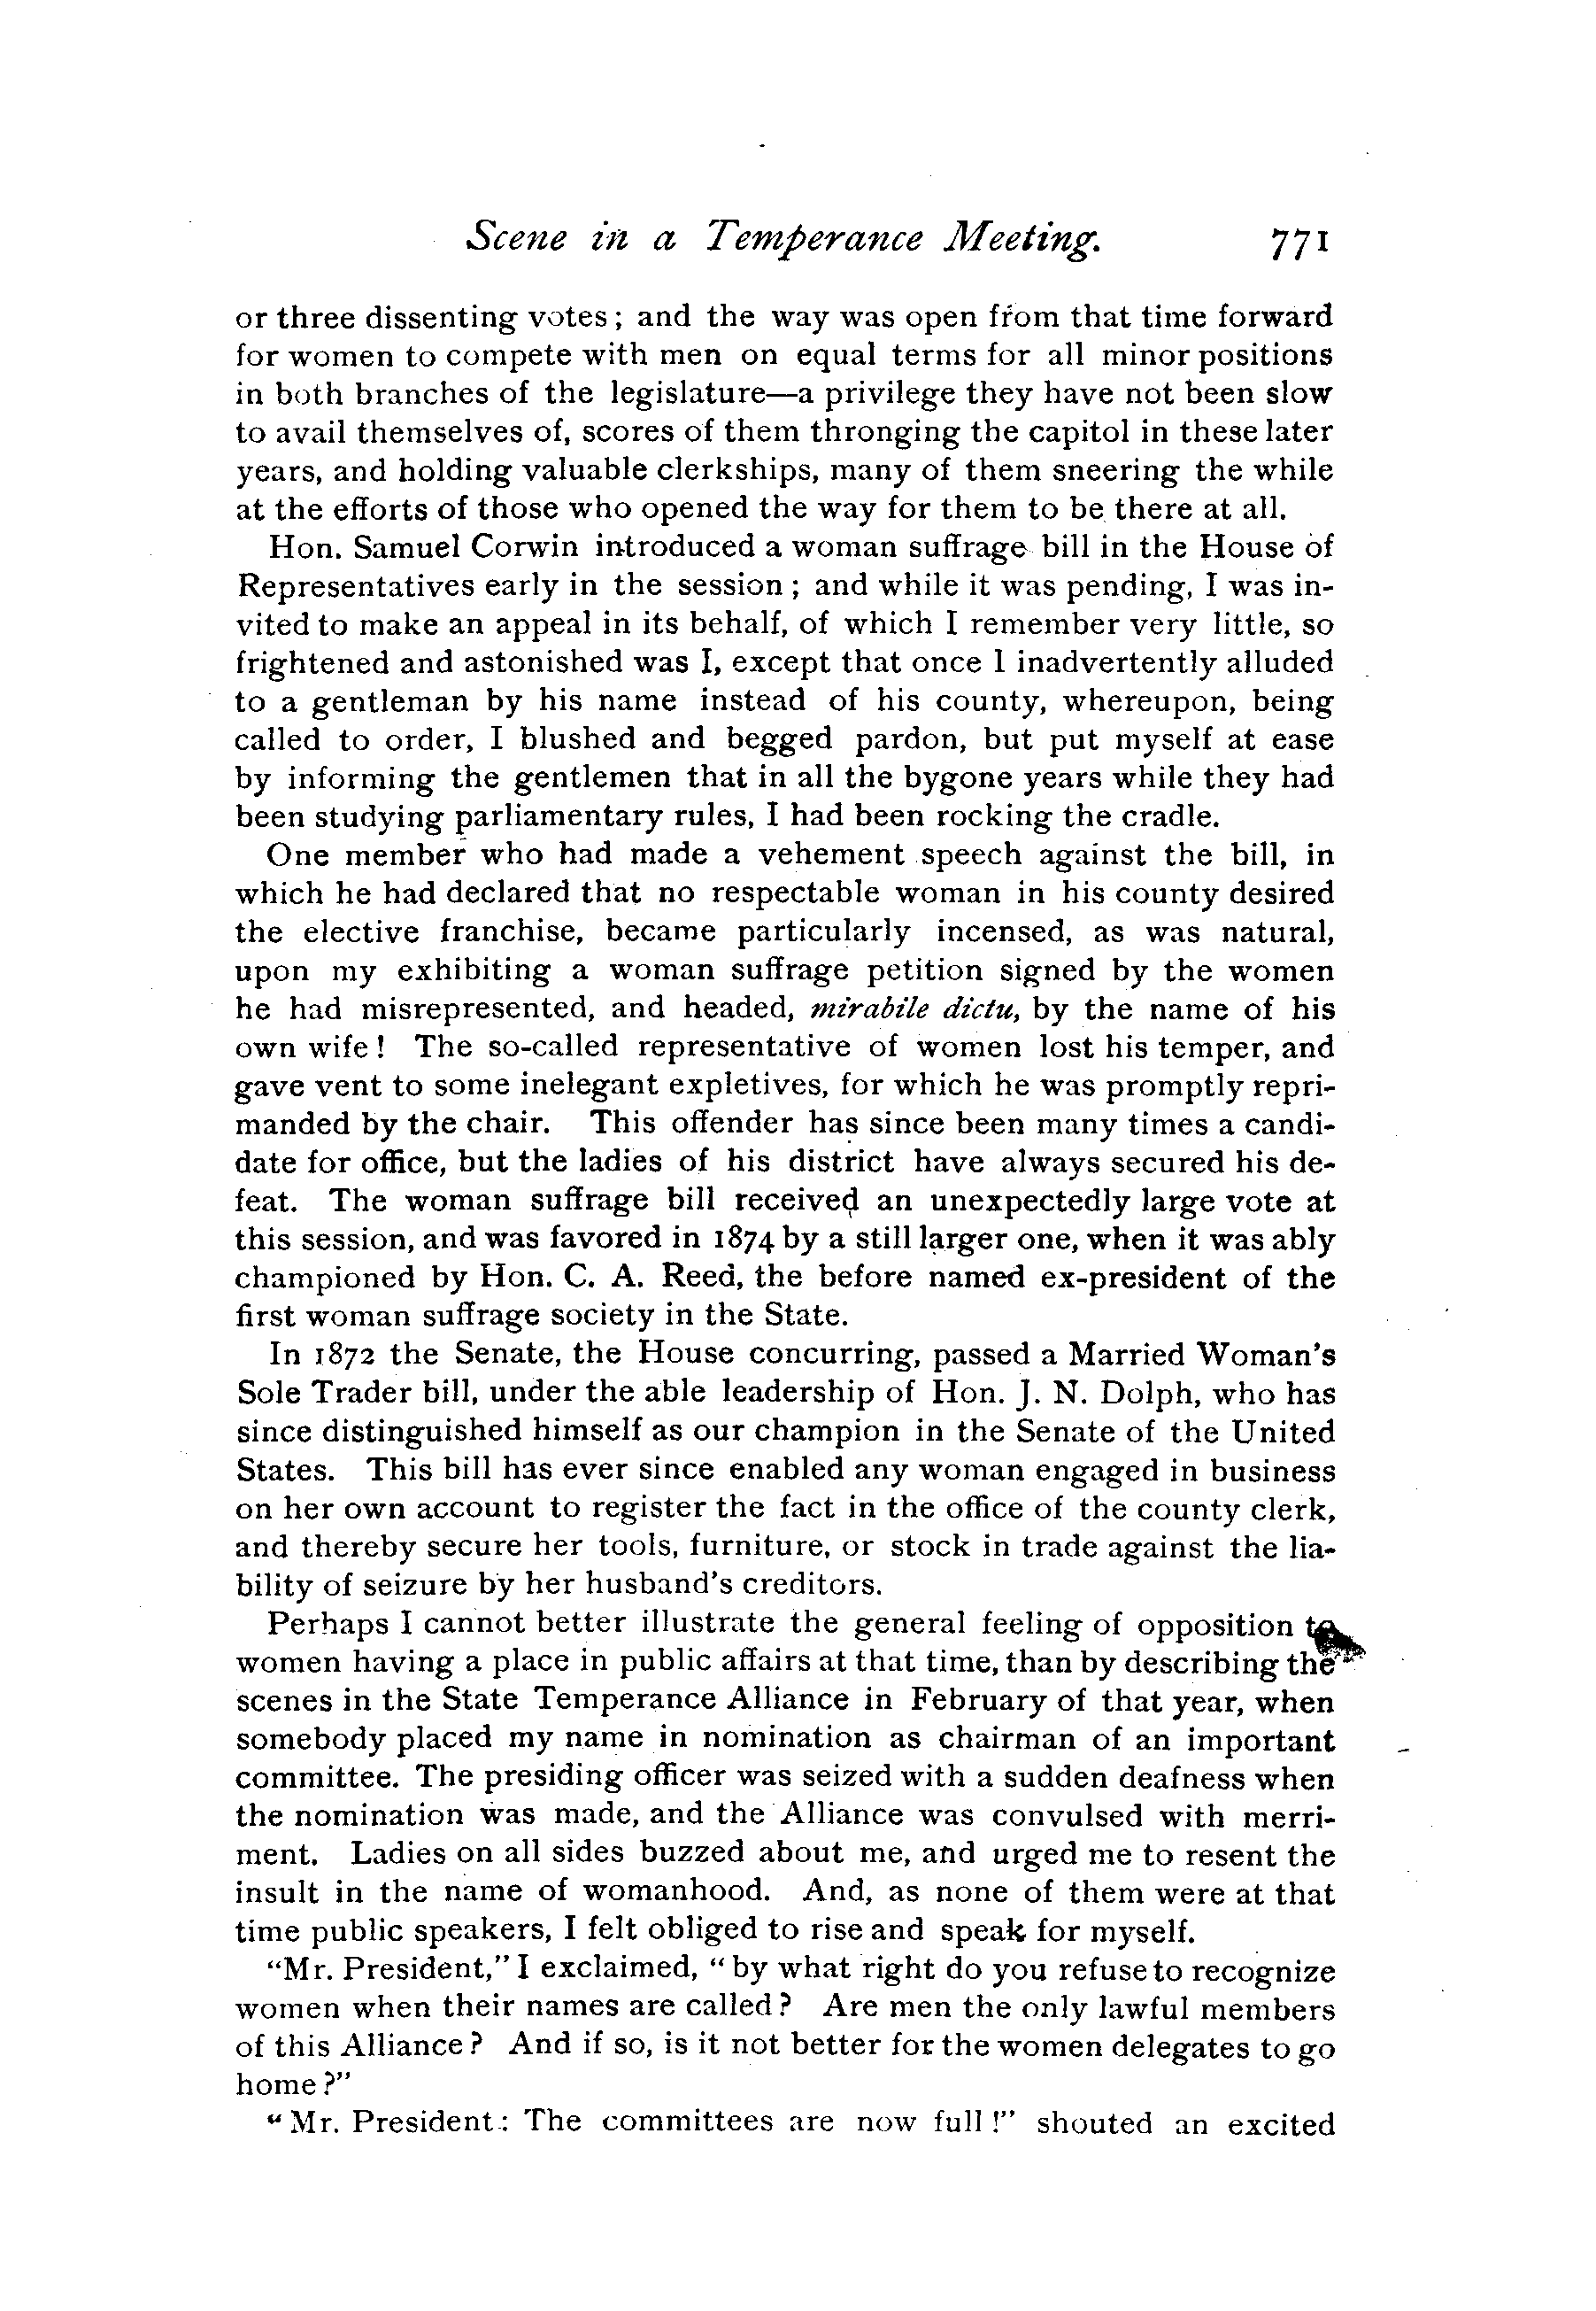 Scene in a Temperance Meeting. 771
or three dissenting votes; and the way was open from that time forward
for women to compete with men on equal terms for all minor positions
in both branches of the legislature—a privilege they have not been slow
to avail themselves of, scores of them thronging the capitol in these later
years, and holding valuable clerkships, many of them sneering the while
at the efforts of those who opened the way for them to be there at all.
Hon. Samuel Corwin introduced a woman suffrage bill in the House of
Representatives early in the session; and while it was pending, I was in-
vited to make an appeal in its behalf, of which I remember very little, so
frightened and astonished was I, except that once I inadvertently alluded
to a gentleman by his name instead of his county, whereupon, being
called to order, I blushed and begged pardon, but put myself at ease
by informing the gentlemen that in all the bygone years while they had
been studying parliamentary rules, I had been rocking the cradle.
One member who had made a vehement speech against the bill, in
which he had declared that no respectable woman in his county desired
the elective franchise, became particularly incensed, as was natural,
upon my exhibiting a woman suffrage petition signed by the women
he had misrepresented, and headed, mirabile dictu, by the name of his
own wife! The so-called representative of women lost his temper, and
gave vent to some inelegant expletives, for which he was promptly repri-
manded by the chair. This offender has since been many times a candi-
date for office, but the ladies of his district have always secured his de-
feat. The woman suffrage bill received an unexpectedly large vote at
this session, and was favored in 1874 by a still larger one, when it was ably
championed by Hon. C. A. Reed, the before named ex-president of the
first woman suffrage society in the State.
In 1872 the Senate, the House concurring, passed a Married Woman's
Sole Trader bill, under the able leadership of Hon. J. N. Dolph, who has
since distinguished himself as our champion in the Senate of the United
States. This bill has ever since enabled any woman engaged in business
on her own account to register the fact in the office of the county clerk,
and thereby secure her tools, furniture, or stock in trade against the lia-
bility of seizure by her husband's creditors.
Perhaps I cannot better illustrate the general feeling of opposition to
women having a place in public affairs at that time, than by describing the
scenes in the State Temperance Alliance in February of that year, when
somebody placed my name in nomination as chairman of an important
committee. The presiding officer was seized with a sudden deafness when
the nomination was made, and the Alliance was convulsed with merri-
ment. Ladies on all sides buzzed about me, and urged me to resent the
insult in the name of womanhood. And, as none of them were at that
time public speakers, I felt obliged to rise and speak for myself.
"Mr. President," I exclaimed, "by what right do you refuse to recognize
women when their names are called? Are men the only lawful members
of this Alliance? And if so, is it not better for the women delegates to go
home?"
"Mr. President: The committees are now full!" shouted an excited